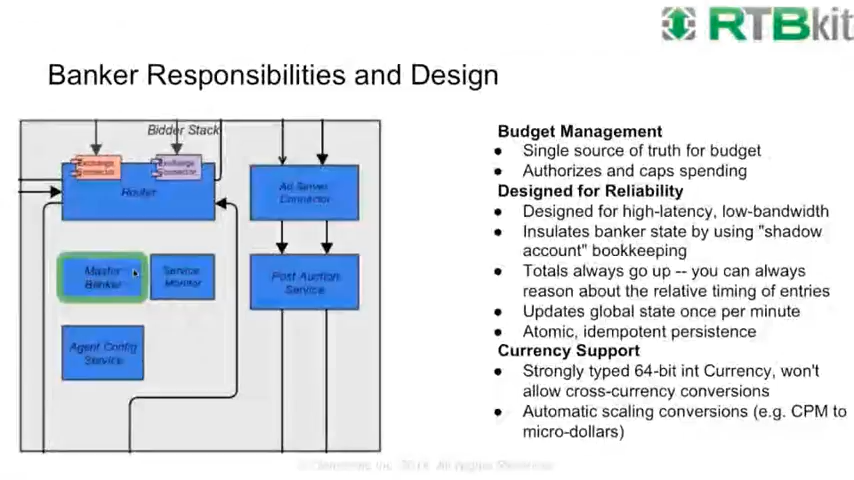 RTBkit
Banker Responsibilities and Design
Bidder Stack
Exchange
Connector
Exchange
Connector
Router
Ad Server
Connector
Master
Banker
Service
Monitor
Post Auction
Service
Agent Config
Service
Budget Management
● Single source of truth for budget
● Authorizes and caps spending
Designed for Reliability
● Designed for high-latency, low-bandwidth
● Insulates banker state by using "shadow
account" bookkeeping
● Totals always go up -- you can always
reason about the relative timing of entries
● Updates global state once per minute
● Atomic, idempotent persistence
Currency Support
● Strongly typed 64-bit int Currency, won't
allow cross-currency conversions
● Automatic scaling conversions (e.g. CPM to
micro-dollars)